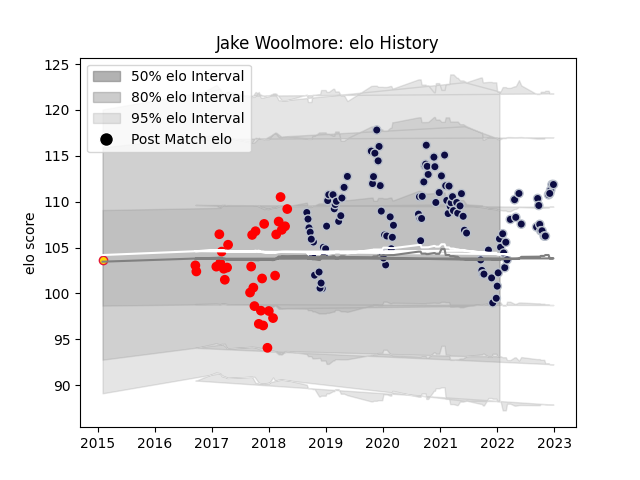 Jake Woolmore: elo History
125
120
115
110
105
100
95
90
elo score
50% elo Interval
80% elo Interval
95% elo Interval
Post Match elo
2015 2016 2017 2018 2019 2020 2021 2022 2023